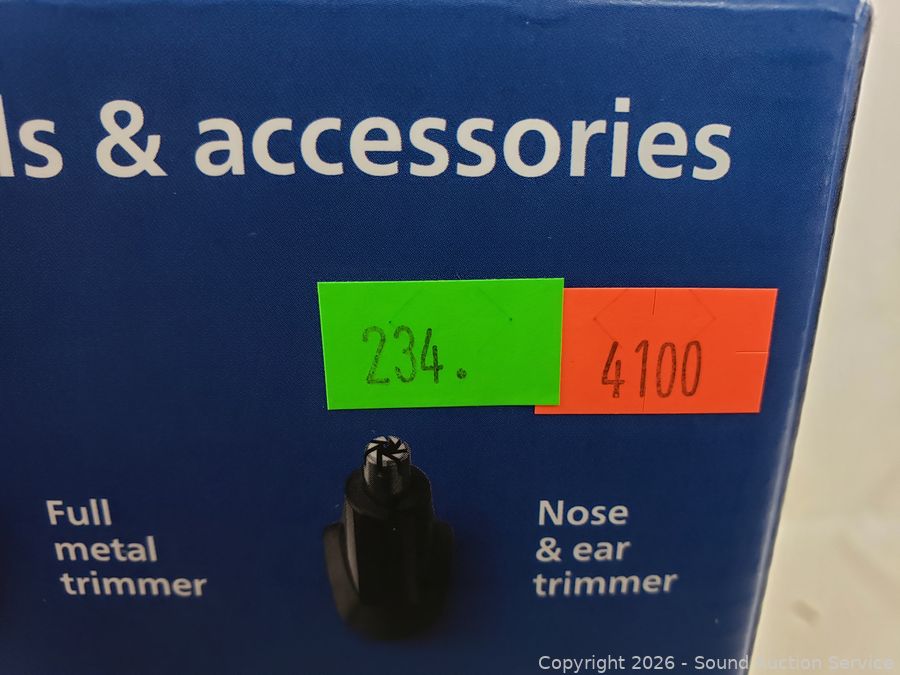 ls & accessories
234.
4100
Full
metal
trimmer
Nose
& ear
trimmer
Copyright 2026 - Sound Auction Service